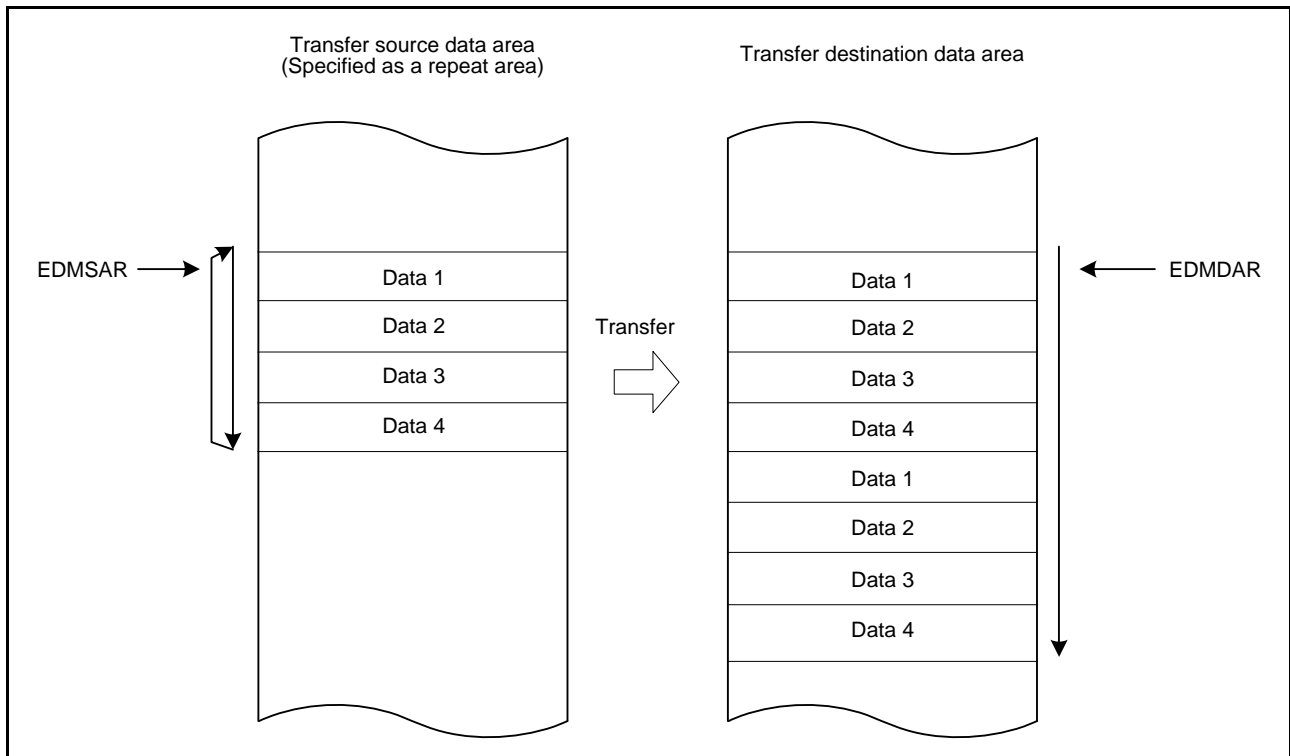 Transfer source data area
(Specified as a repeat area)
Transfer destination data area
EDMSAR
Data 1
Data 2
Data 3
Data 4
Transfer
Data 1
Data 2
Data 3
Data 4
Data 1
Data 2
Data 3
Data 4
EDMDAR